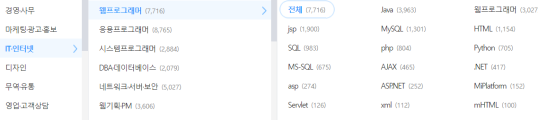 경영·사무
마케팅·광고·홍보
IT·인터넷
디자인
무역·유통
영업·고객상담
웹프로그래머 (7,716)
응용프로그래머 (8,765)
시스템프로그래머 (2,884)
DBA·데이터베이스 (2,079)
네트워크·서버·보안 (5,027)
웹기획·PM (3,606)
전체 (7,716) Java (3,963) 웹프로그래머 (3,027
jsp (1,900) MySQL (1,301) HTML (1,154)
SQL (983) php (804) Python (705)
MS-SQL (675) AJAX (465) .NET (417)
asp (274) ASP.NET (252) MiPlatform (152)
Servlet (126) xml (112) mHTML (100)